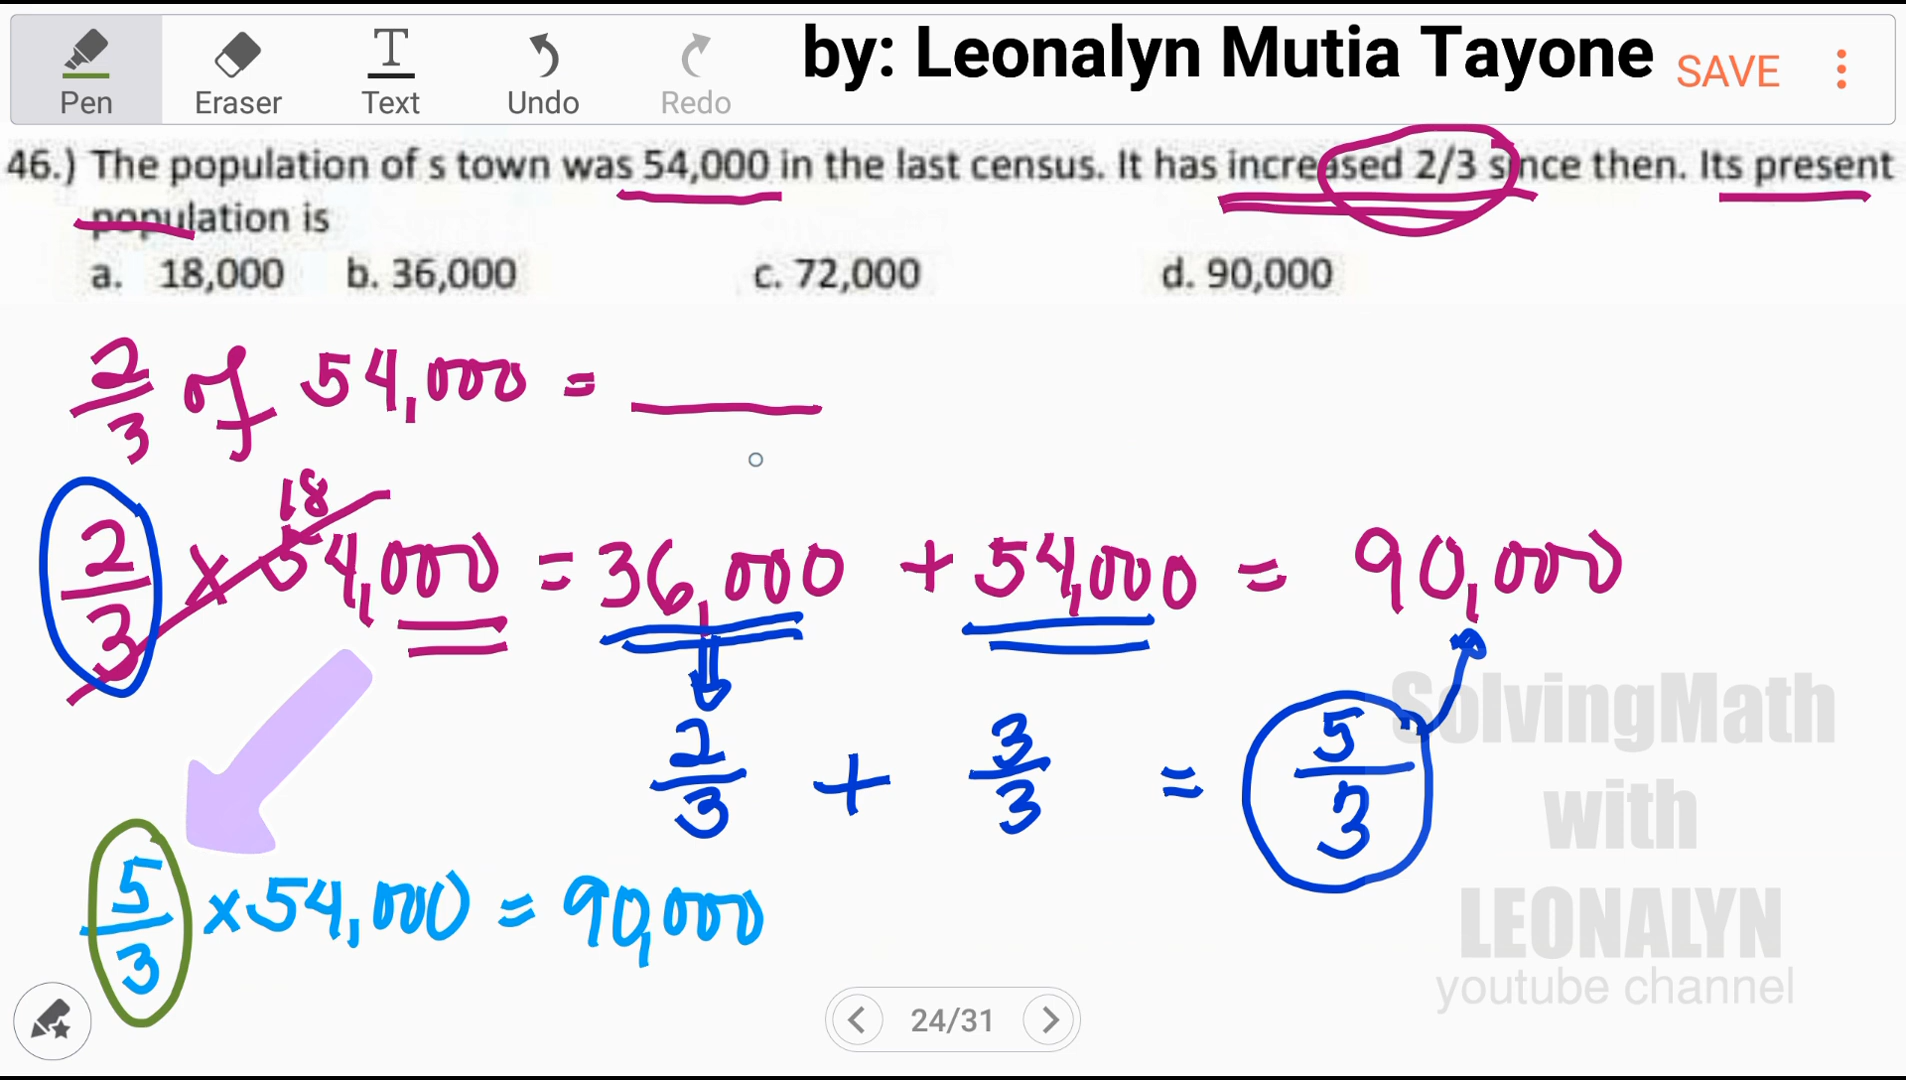 by: Leonalyn Mutia Tayone
SAVE
Pen
Eraser
Text
Undo
Redo
46.) The population of s town was 54,000 in the last census. It has increased 2/3 since then. Its present
population is
a. 18,000 b. 36,000 c. 72,000 d. 90,000
2/3 of 54,000 =
18
2/3 x 54,000 = 36,000 + 54,000 = 90,000
2/3 + 3/3 = 5/3
5/3 x 54,000 = 90,000
SolvingMath
with
LEONALYN
youtube channel
24/31